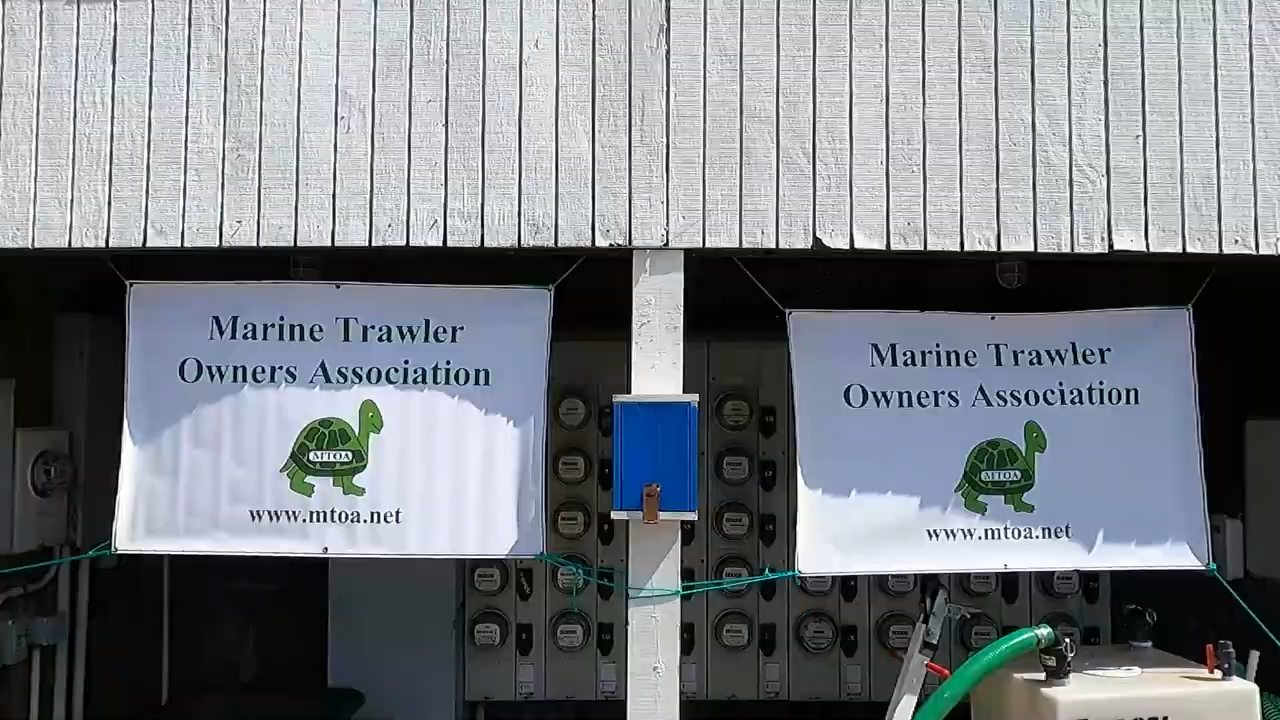 Marine Trawler
Owners Association
MTOA
www.mtoa.net
Marine Trawler
Owners Association
MTOA
www.mtoa.net